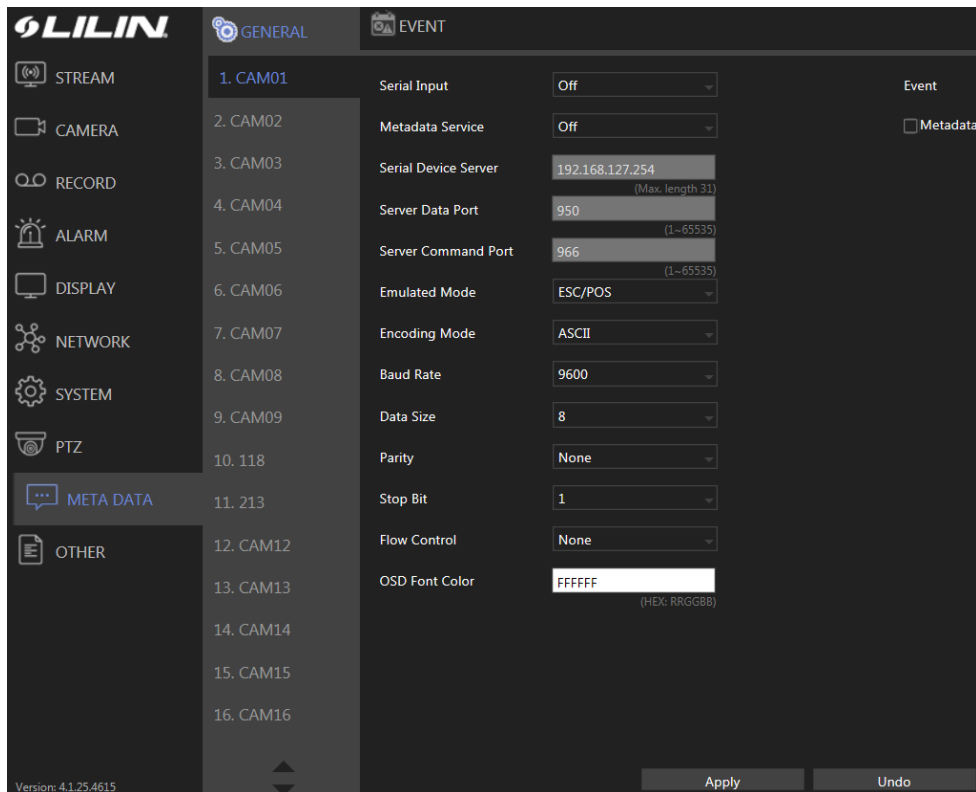 LILIN
GENERAL
EVENT
STREAM
CAMERA
RECORD
ALARM
DISPLAY
NETWORK
SYSTEM
PTZ
META DATA
OTHER
Version: 4.1.25.4615
1. CAM01
2. CAM02
3. CAM03
4. CAM04
5. CAM05
6. CAM06
7. CAM07
8. CAM08
9. CAM09
10. 118
11. 213
12. CAM12
13. CAM13
14. CAM14
15. CAM15
16. CAM16
Serial Input Off
Metadata Service Off
Serial Device Server 192.168.127.254
(Max. length 31)
Server Data Port 950
(1~65535)
Server Command Port 966
(1~65535)
Emulated Mode ESC/POS
Encoding Mode ASCII
Baud Rate 9600
Data Size 8
Parity None
Stop Bit 1
Flow Control None
OSD Font Color FFFFFF
(HEX: RRGGBB)
Event
Metadata
Apply Undo